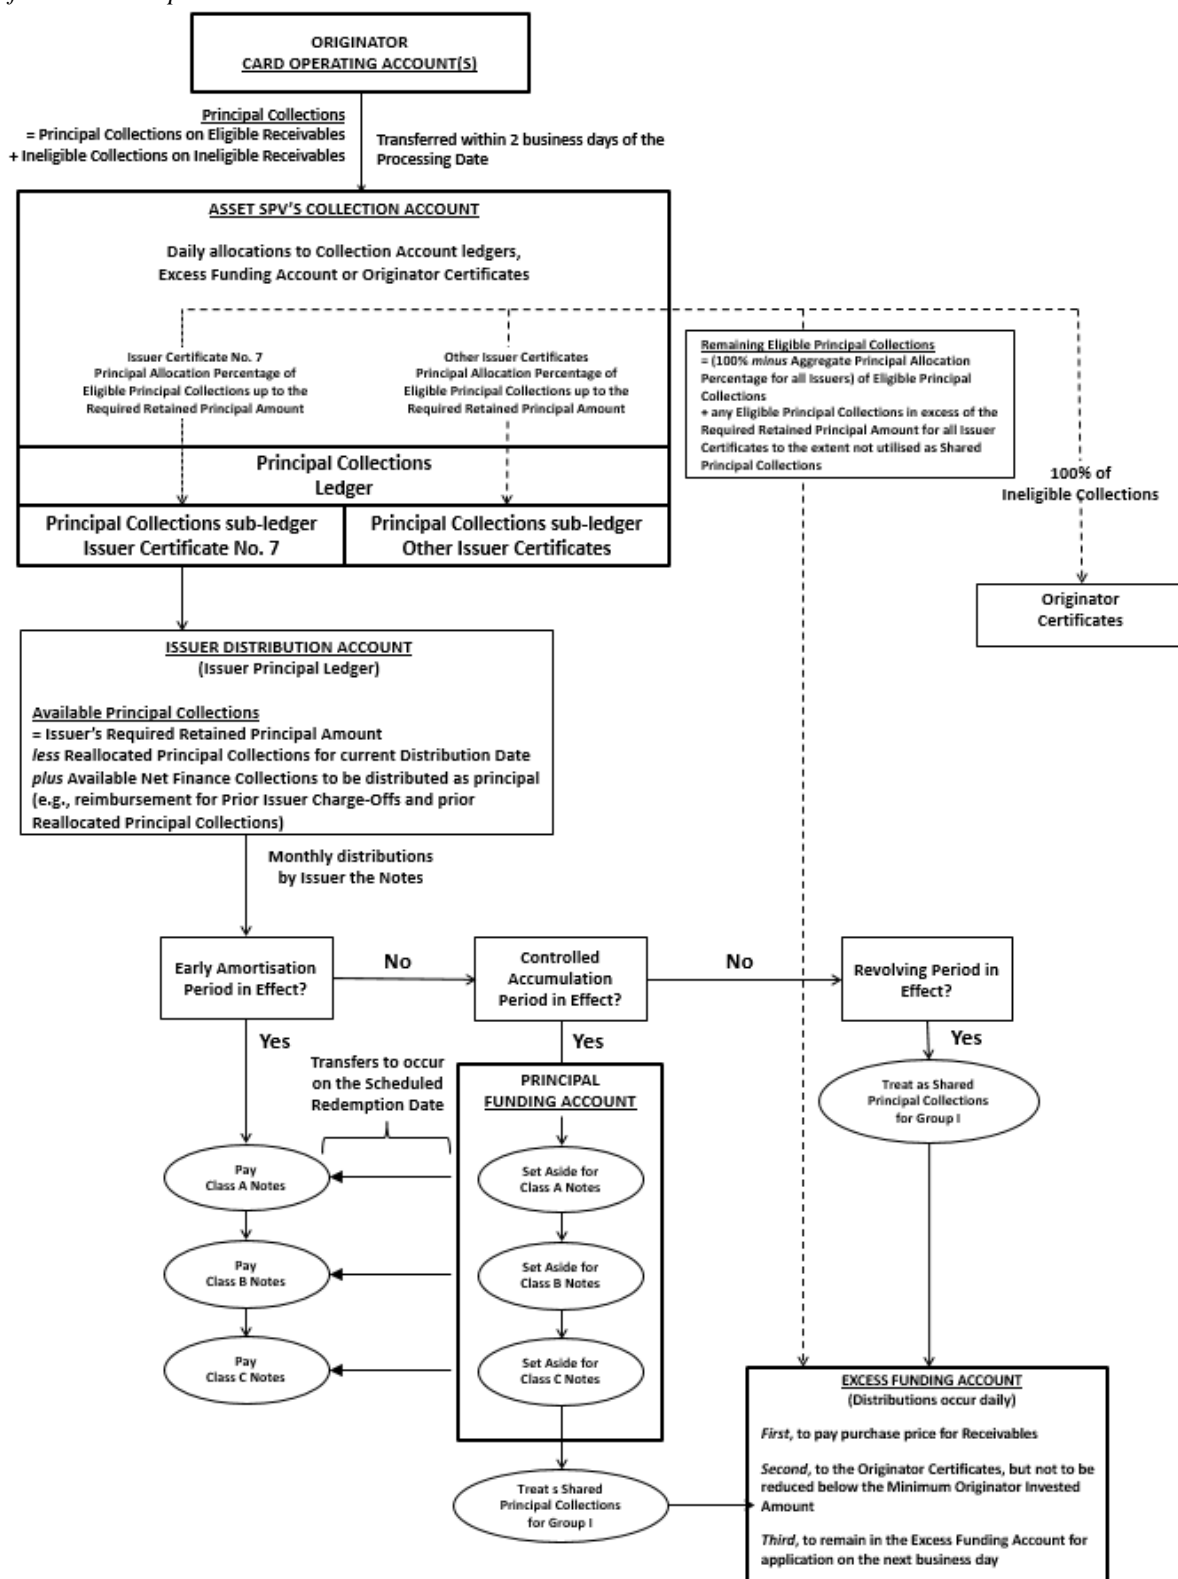 ORIGINATOR
CARD OPERATING ACCOUNT(S)
Principal Collections
= Principal Collections on Eligible Receivables
+ Ineligible Collections on Ineligible Receivables
Transferred within 2 business days of the
Processing Date
ASSET SPV'S COLLECTION ACCOUNT
Daily allocations to Collection Account ledgers,
Excess Funding Account or Originator Certificates
Issuer Certificate No. 7
Principal Allocation Percentage of
Eligible Principal Collections up to the
Required Retained Principal Amount
Other Issuer Certificates
Principal Allocation Percentage of
Eligible Principal Collections up to the
Required Retained Principal Amount
Remaining Eligible Principal Collections
= (100% minus Aggregate Principal Allocation
Percentage for all Issuers) of Eligible Principal
Collections
+ any Eligible Principal Collections in excess of the
Required Retained Principal Amount for all Issuer
Certificates to the extent not utilised as Shared
Principal Collections
100% of
Ineligible Collections
Principal Collections
Ledger
Principal Collections sub-ledger
Issuer Certificate No. 7
Principal Collections sub-ledger
Other Issuer Certificates
Originator
Certificates
ISSUER DISTRIBUTION ACCOUNT
(Issuer Principal Ledger)
Available Principal Collections
= Issuer's Required Retained Principal Amount
less Reallocated Principal Collections for current Distribution Date
plus Available Net Finance Collections to be distributed as principal
(e.g., reimbursement for Prior Issuer Charge-Offs and prior
Reallocated Principal Collections)
Monthly distributions
by Issuer the Notes
Early Amortisation
Period in Effect?
No
Controlled
Accumulation
Period in Effect?
No
Revolving Period in
Effect?
Yes
Yes
Yes
Transfers to occur
on the Scheduled
Redemption Date
PRINCIPAL
FUNDING ACCOUNT
Treat as Shared
Principal Collections
for Group I
Pay
Class A Notes
Set Aside for
Class A Notes
Pay
Class B Notes
Set Aside for
Class B Notes
Pay
Class C Notes
Set Aside for
Class C Notes
Treat s Shared
Principal Collections
for Group I
EXCESS FUNDING ACCOUNT
(Distributions occur daily)
First, to pay purchase price for Receivables
Second, to the Originator Certificates, but not to be
reduced below the Minimum Originator Invested
Amount
Third, to remain in the Excess Funding Account for
application on the next business day